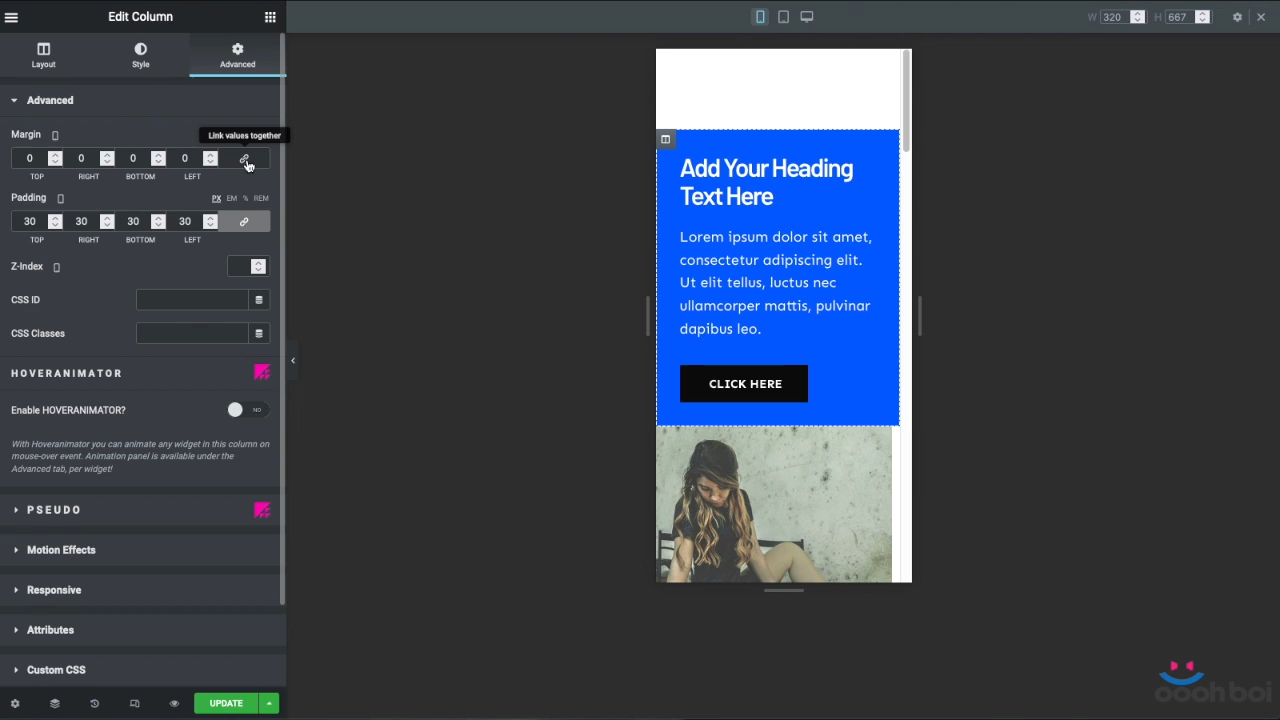 Edit Column
W 320 H 667
Layout Style Advanced
Advanced
Link values together
Margin
0 0 0 0
TOP RIGHT BOTTOM LEFT
Padding PX EM % REM
30 30 30 30
TOP RIGHT BOTTOM LEFT
Z-Index
CSS ID
CSS Classes
HOVERANIMATOR
Enable HOVERANIMATOR? NO
With Hoveranimator you can animate any widget in this column on
mouse-over event. Animation panel is available under the
Advanced tab, per widget!
PSEUDO
Motion Effects
Responsive
Attributes
Custom CSS
UPDATE
Add Your Heading
Text Here
Lorem ipsum dolor sit amet,
consectetur adipiscing elit.
Ut elit tellus, luctus nec
ullamcorper mattis, pulvinar
dapibus leo.
CLICK HERE
oooh boi